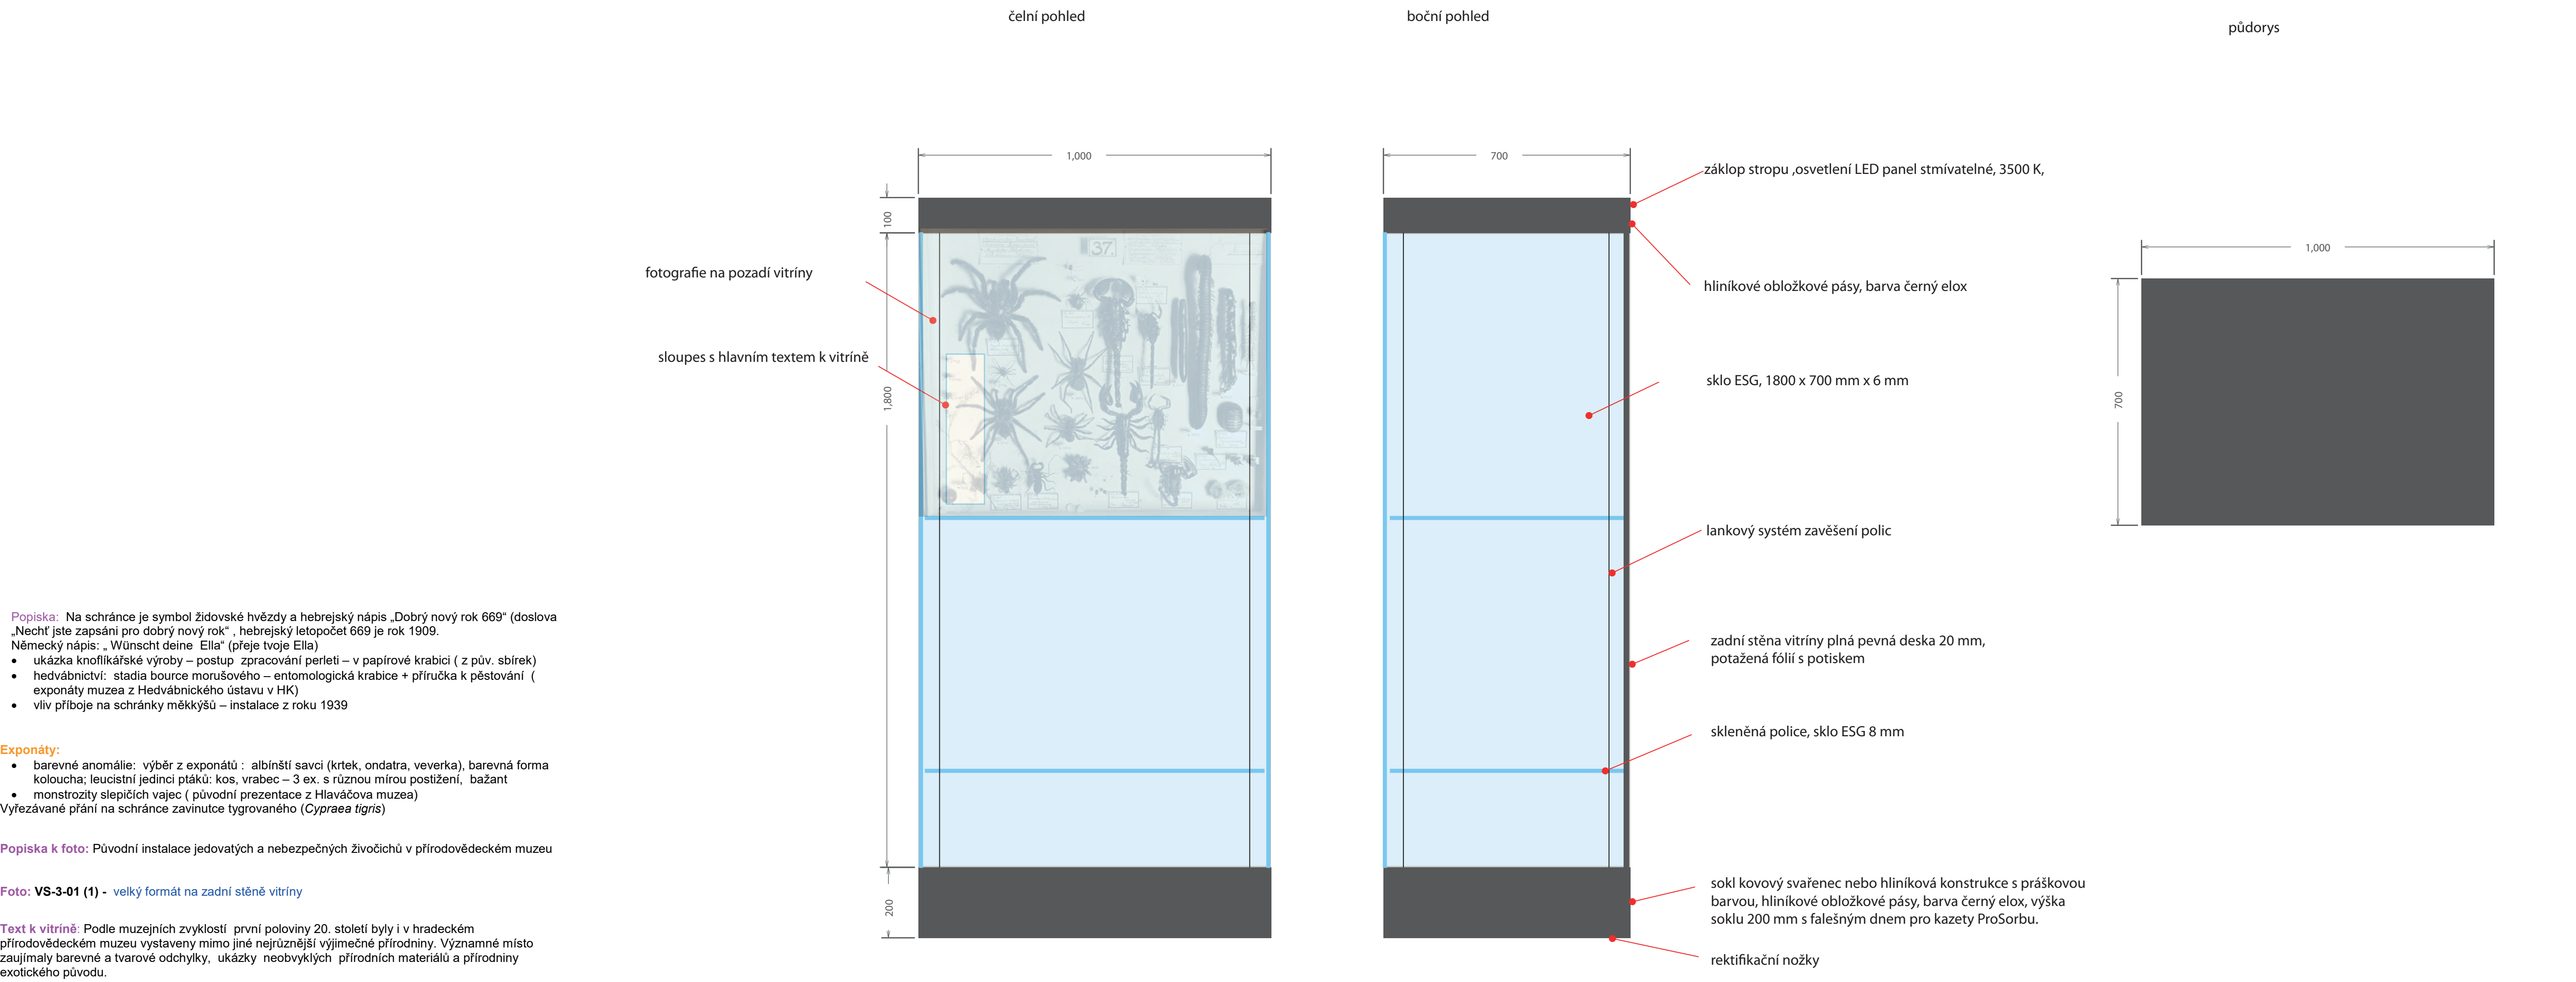 čelní pohled
boční pohled
půdorys
1,000
700
100
1,800
200
1,000
700
37.
fotografie na pozadí vitríny
sloupes s hlavním textem k vitríně
záklop stropu ,osvetlení LED panel stmívatelné, 3500 K,
hliníkové obložkové pásy, barva černý elox
sklo ESG, 1800 x 700 mm x 6 mm
lankový systém zavěšení polic
zadní stěna vitríny plná pevná deska 20 mm,
potažená fólií s potiskem
skleněná police, sklo ESG 8 mm
sokl kovový svařenec nebo hliníková konstrukce s práškovou
barvou, hliníkové obložkové pásy, barva černý elox, výška
soklu 200 mm s falešným dnem pro kazety ProSorbu.
rektifikační nožky
Popiska: Na schránce je symbol židovské hvězdy a hebrejský nápis „Dobrý nový rok 669“ (doslova
„Nechť jste zapsáni pro dobrý nový rok“ , hebrejský letopočet 669 je rok 1909.
Německý nápis: „ Wünscht deine Ella“ (přeje tvoje Ella)
• ukázka knoflíkářské výroby – postup zpracování perleti – v papírové krabici ( z pův. sbírek)
• hedvábnictví: stadia bource morušového – entomologická krabice + příručka k pěstování (
exponáty muzea z Hedvábnického ústavu v HK)
• vliv příboje na schránky měkkýšů – instalace z roku 1939
Exponáty:
• barevné anomálie: výběr z exponátů : albínští savci (krtek, ondatra, veverka), barevná forma
koloucha; leucistní jedinci ptáků: kos, vrabec – 3 ex. s různou mírou postižení, bažant
• monstrozity slepičích vajec ( původní prezentace z Hlaváčova muzea)
Vyřezávané přání na schránce zavinutce tygrovaného (Cypraea tigris)
Popiska k foto: Původní instalace jedovatých a nebezpečných živočichů v přírodovědeckém muzeu
Foto: VS-3-01 (1) - velký formát na zadní stěně vitríny
Text k vitríně: Podle muzejních zvyklostí první poloviny 20. století byly i v hradeckém
přírodovědeckém muzeu vystaveny mimo jiné nejrůznější výjimečné přírodniny. Významné místo
zaujímaly barevné a tvarové odchylky, ukázky neobvyklých přírodních materiálů a přírodniny
exotického původu.